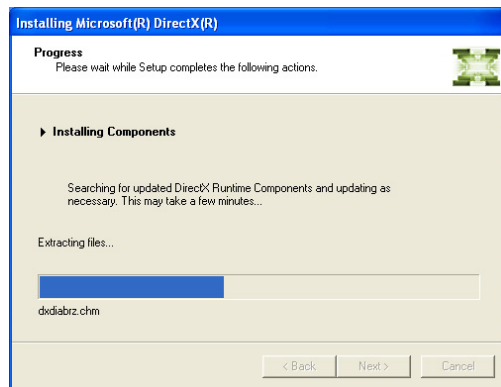 Installing Microsoft(R) DirectX(R)
Progress
Please wait while Setup completes the following actions.
Installing Components
Searching for updated DirectX Runtime Components and updating as
necessary. This may take a few minutes...
Extracting files...
dxdiabrz.chm
< Back Next > Cancel